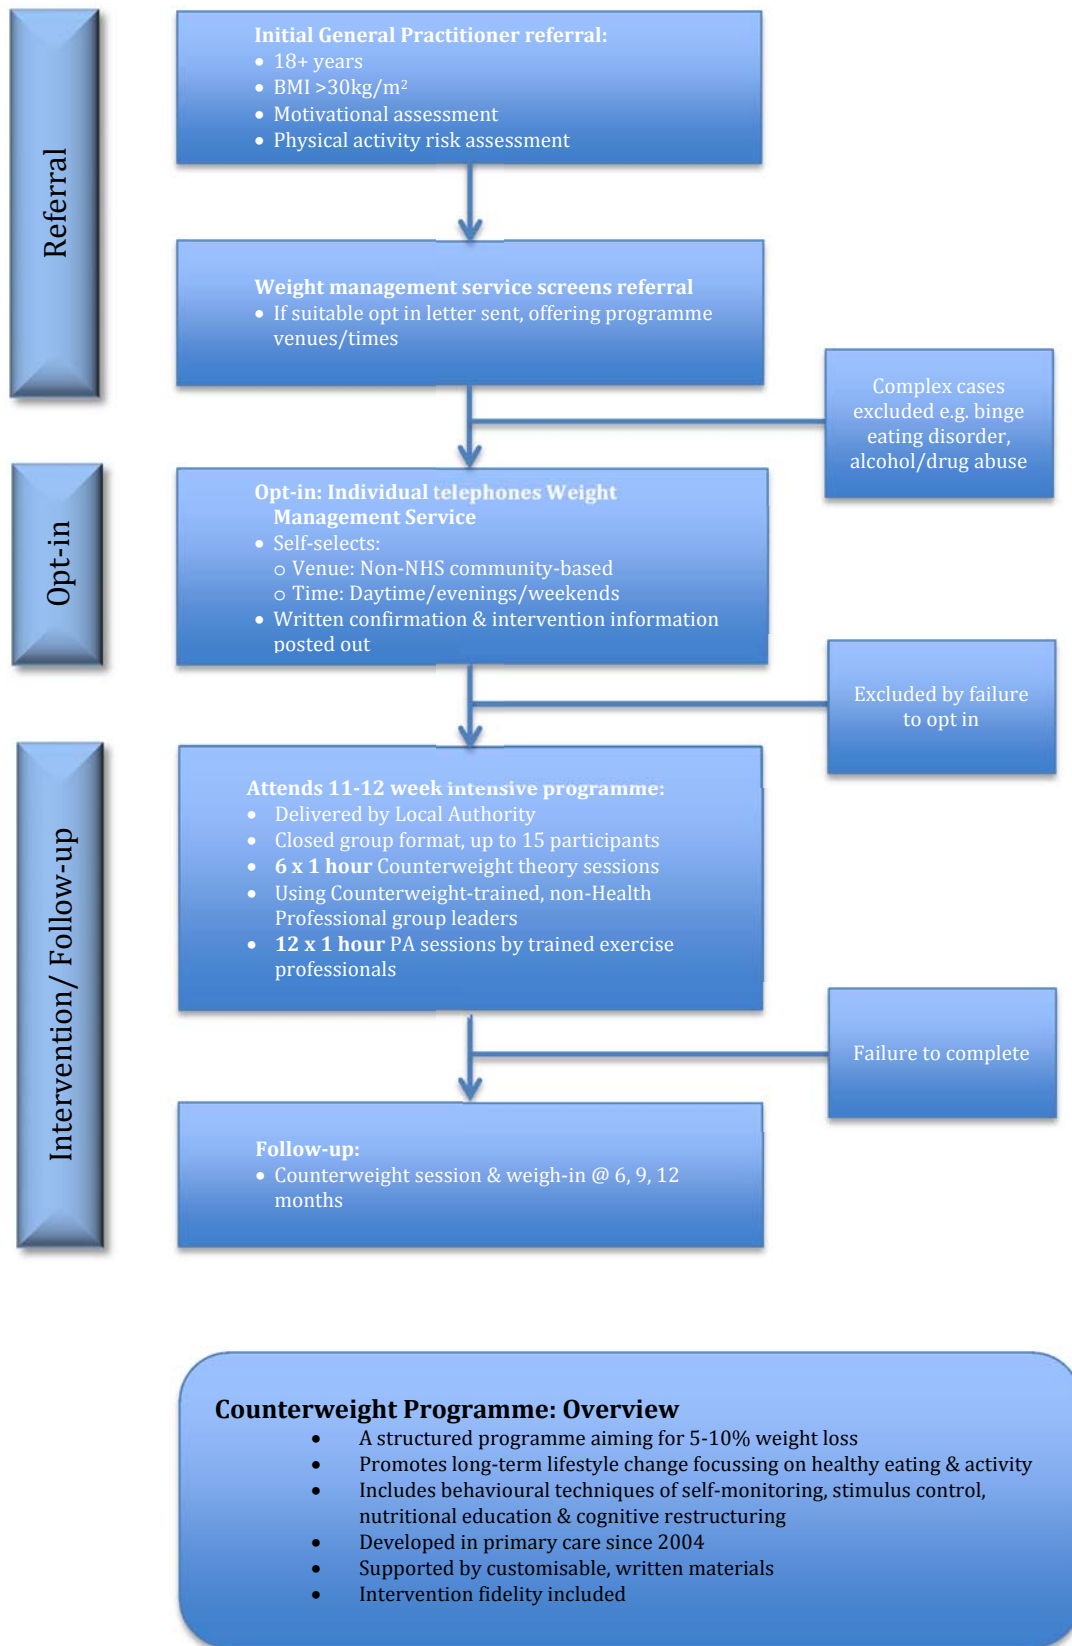 Referral
Initial General Practitioner referral:
• 18+ years
• BMI >30kg/m²
• Motivational assessment
• Physical activity risk assessment
Weight management service screens referral
• If suitable opt in letter sent, offering programme
venues/times
Complex cases
excluded e.g. binge
eating disorder,
alcohol/drug abuse
Opt-in
Opt-in: Individual telephones Weight
Management Service
• Self-selects:
o Venue: Non-NHS community-based
o Time: Daytime/evenings/weekends
• Written confirmation & intervention information
posted out
Excluded by failure
to opt in
Intervention/ Follow-up
Attends 11-12 week intensive programme:
• Delivered by Local Authority
• Closed group format, up to 15 participants
• 6 x 1 hour Counterweight theory sessions
• Using Counterweight-trained, non-Health
Professional group leaders
• 12 x 1 hour PA sessions by trained exercise
professionals
Failure to complete
Follow-up:
• Counterweight session & weigh-in @ 6, 9, 12
months
Counterweight Programme: Overview
• A structured programme aiming for 5-10% weight loss
• Promotes long-term lifestyle change focussing on healthy eating & activity
• Includes behavioural techniques of self-monitoring, stimulus control,
nutritional education & cognitive restructuring
• Developed in primary care since 2004
• Supported by customisable, written materials
• Intervention fidelity included